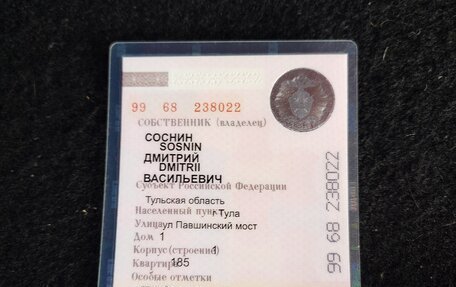 99 68 238022
СОБСТВЕННИК (владелец)
СОСНИН
SOSNIN
ДМИТРИЙ
DMITRII
ВАСИЛЬЕВИЧ
Субъект Российской Федерации
Тульская область
Населенный пункт г Тула
Улица ул Павшинский мост
Дом 1
Корпус (строение) 1
Квартира 185
Особые отметки
99 68 238022